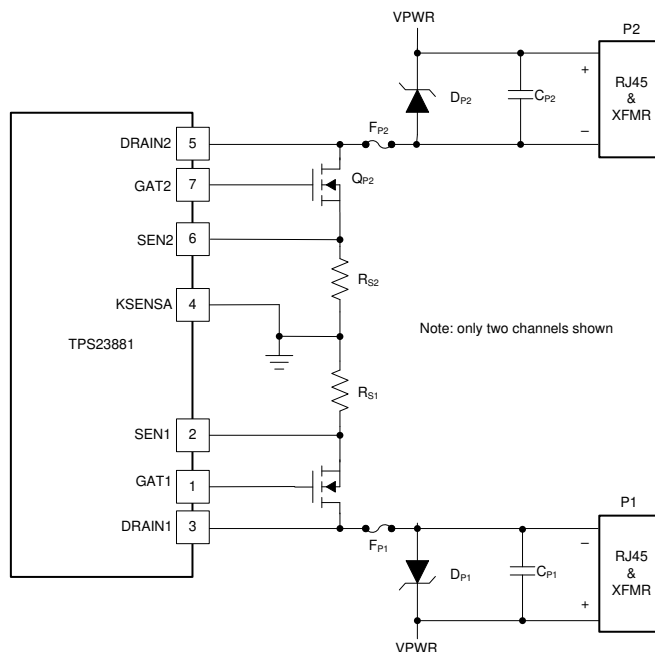 VPWR
P2
+
RJ45
&
XFMR
–
DP2
CP2
FP2
DRAIN2 5
GAT2 7
QP2
SEN2 6
RS2
KSENSA 4
Note: only two channels shown
TPS23881
RS1
SEN1 2
GAT1 1
DRAIN1 3
FP1
P1
–
RJ45
&
XFMR
+
DP1
CP1
VPWR